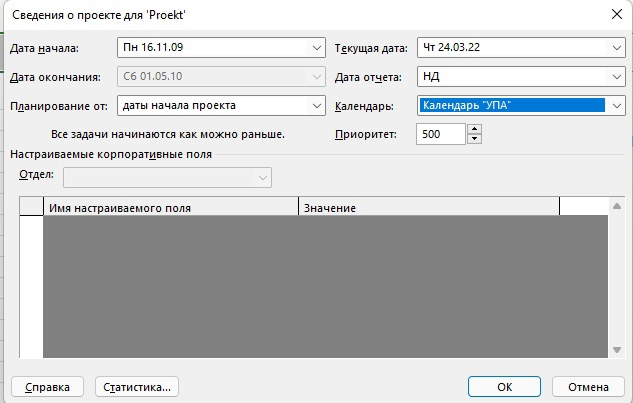 Сведения о проекте для 'Proekt'
Дата начала: Пн 16.11.09 Текущая дата: Чт 24.03.22
Дата окончания: Сб 01.05.10 Дата отчета: НД
Планирование от: даты начала проекта Календарь: Календарь "УПА"
Все задачи начинаются как можно раньше. Приоритет: 500
Настраиваемые корпоративные поля
Отдел:
Имя настраиваемого поля Значение
Справка Статистика... ОК Отмена